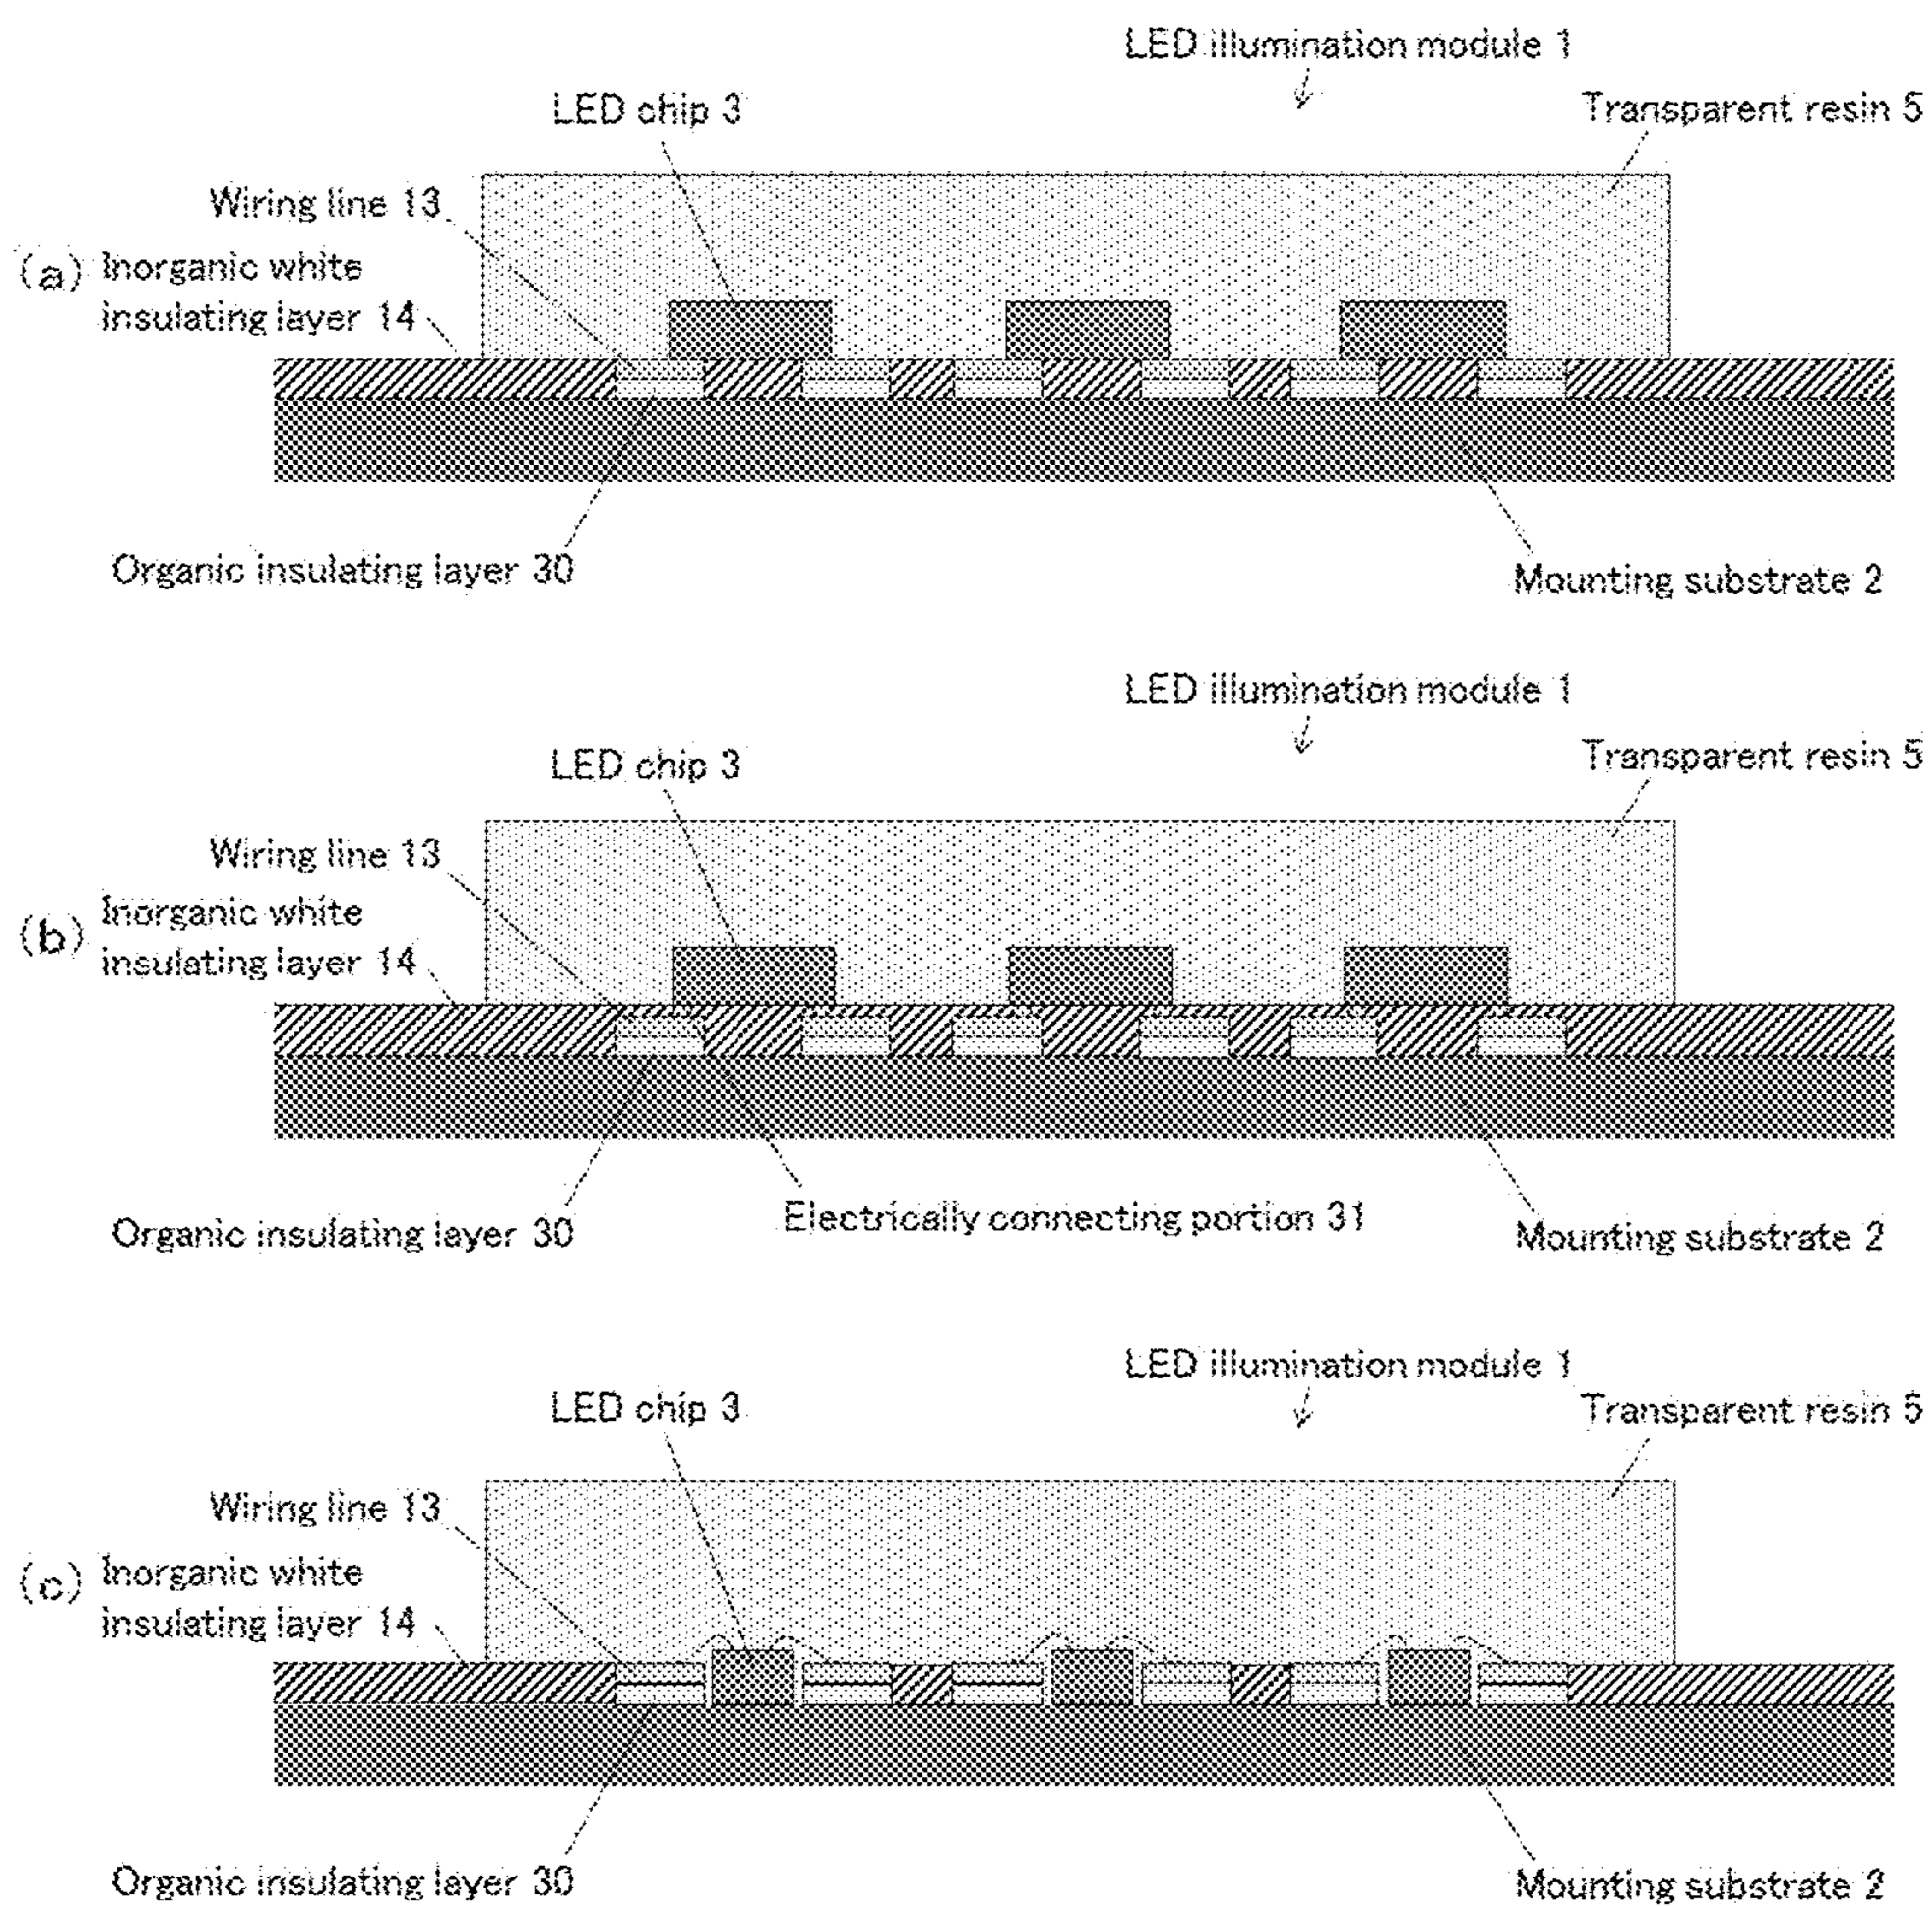 LED illumination module 1
LED chip 3
Transparent resin 5
Wiring line 13
(a) Inorganic white
insulating layer 14
Organic insulating layer 30
Mounting substrate 2
LED illumination module 1
LED chip 3
Transparent resin 5
Wiring line 13
(b) Inorganic white
insulating layer 14
Electrically connecting portion 31
Organic insulating layer 30
Mounting substrate 2
LED illumination module 1
LED chip 3
Transparent resin 5
Wiring line 13
(c) Inorganic white
insulating layer 14
Organic insulating layer 30
Mounting substrate 2